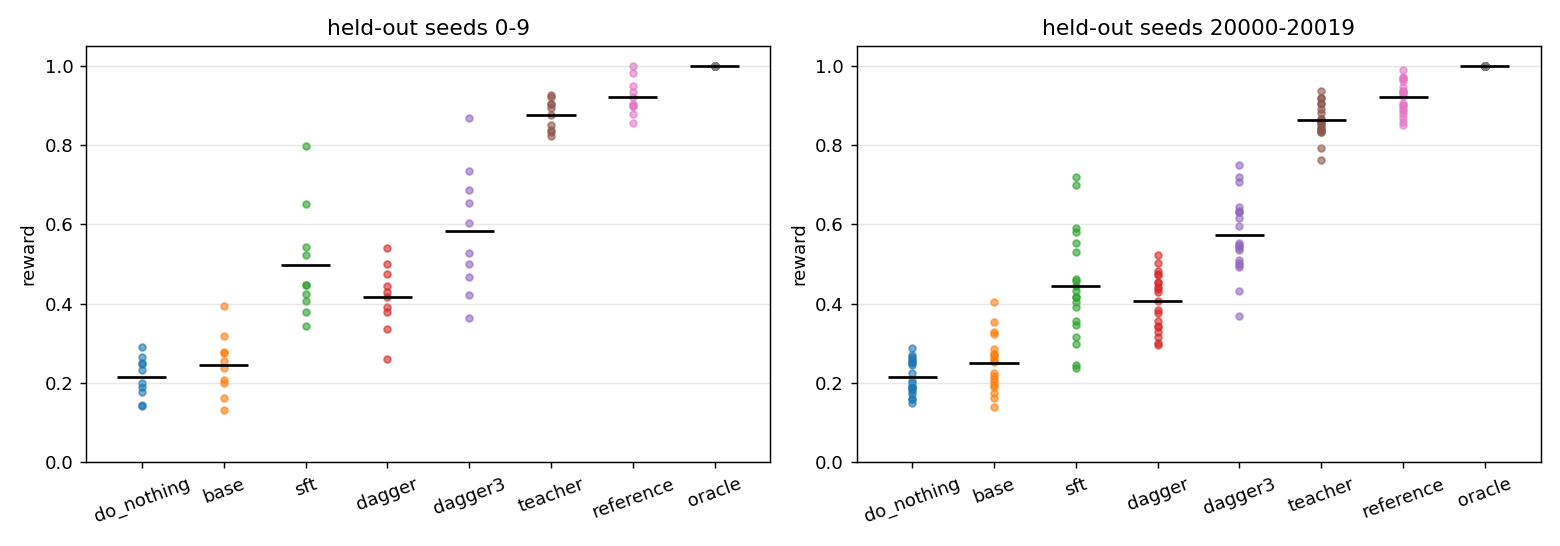 held-out seeds 0-9
reward
1.0
0.8
0.6
0.4
0.2
0.0
do_nothing
base
sft
dagger
dagger3
teacher
reference
oracle
held-out seeds 20000-20019
reward
1.0
0.8
0.6
0.4
0.2
0.0
do_nothing
base
sft
dagger
dagger3
teacher
reference
oracle